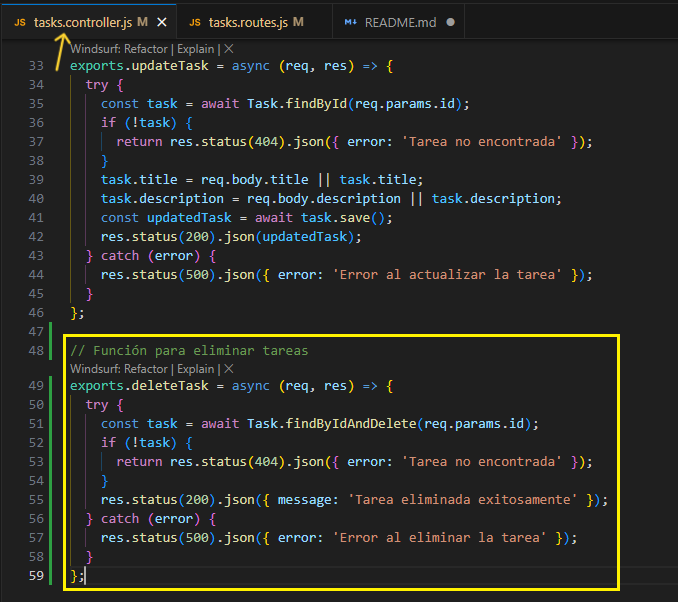 JS tasks.controller.js M X JS tasks.routes.js M README.md ●
Windsurf: Refactor | Explain | X
33 exports.updateTask = async (req, res) => {
34 try {
35 const task = await Task.findById(req.params.id);
36 if (!task) {
37 return res.status(404).json({ error: 'Tarea no encontrada' });
38 }
39 task.title = req.body.title || task.title;
40 task.description = req.body.description || task.description;
41 const updatedTask = await task.save();
42 res.status(200).json(updatedTask);
43 } catch (error) {
44 res.status(500).json({ error: 'Error al actualizar la tarea' });
45 }
46 };
47
48 // Función para eliminar tareas
Windsurf: Refactor | Explain | X
49 exports.deleteTask = async (req, res) => {
50 try {
51 const task = await Task.findByIdAndDelete(req.params.id);
52 if (!task) {
53 return res.status(404).json({ error: 'Tarea no encontrada' });
54 }
55 res.status(200).json({ message: 'Tarea eliminada exitosamente' });
56 } catch (error) {
57 res.status(500).json({ error: 'Error al eliminar la tarea' });
58 }
59 };